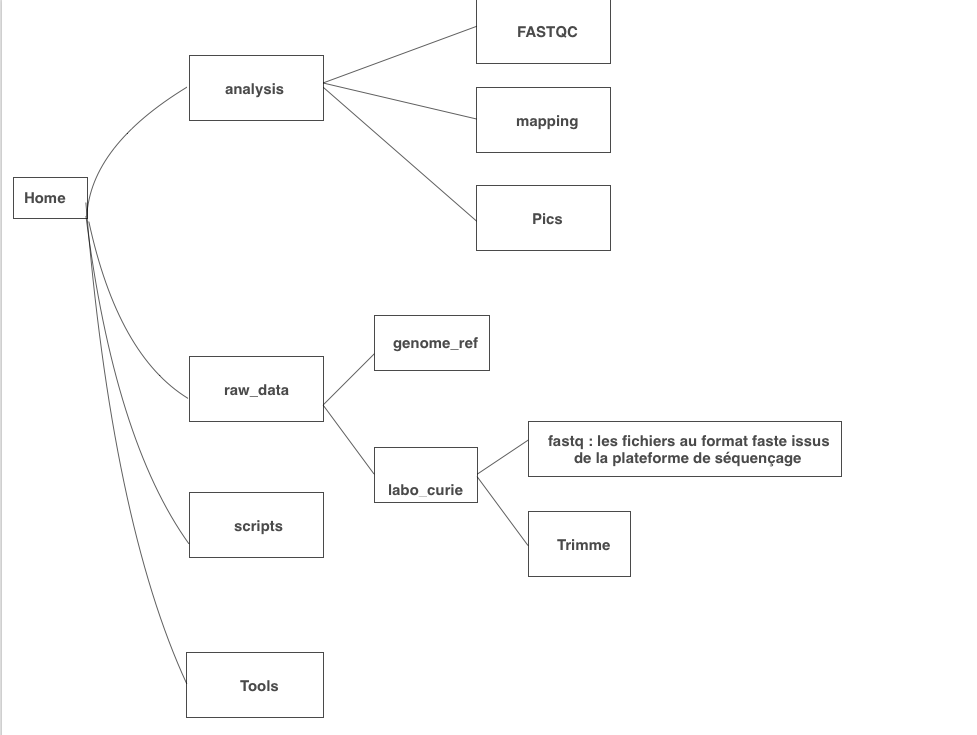 FASTQC
analysis
mapping
Home
Pics
genome_ref
raw_data
fastq : les fichiers au format faste issus
de la plateforme de séquençage
labo_curie
scripts
Trimme
Tools